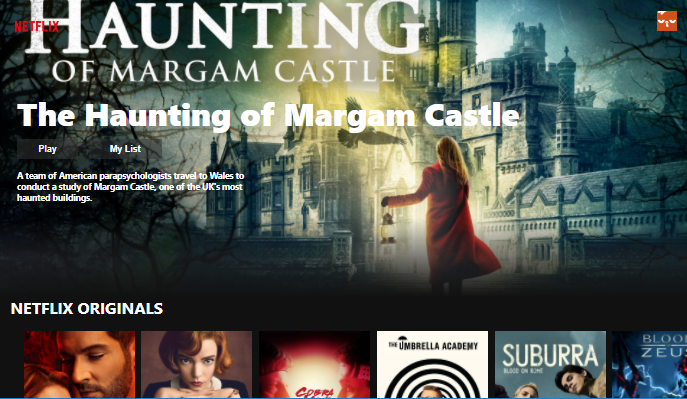 HAUNTING
OF MARGAM CASTLE
NETFLIX
The Haunting of Margam Castle
Play
My List
A team of American parapsychologists travel to Wales to
conduct a study of Margam Castle, one of the UK's most
haunted buildings.
NETFLIX ORIGINALS
COBRA
THE UMBRELLA ACADEMY
SUBURRA
BLOOD ON ROME
BLOOD
ZEUS